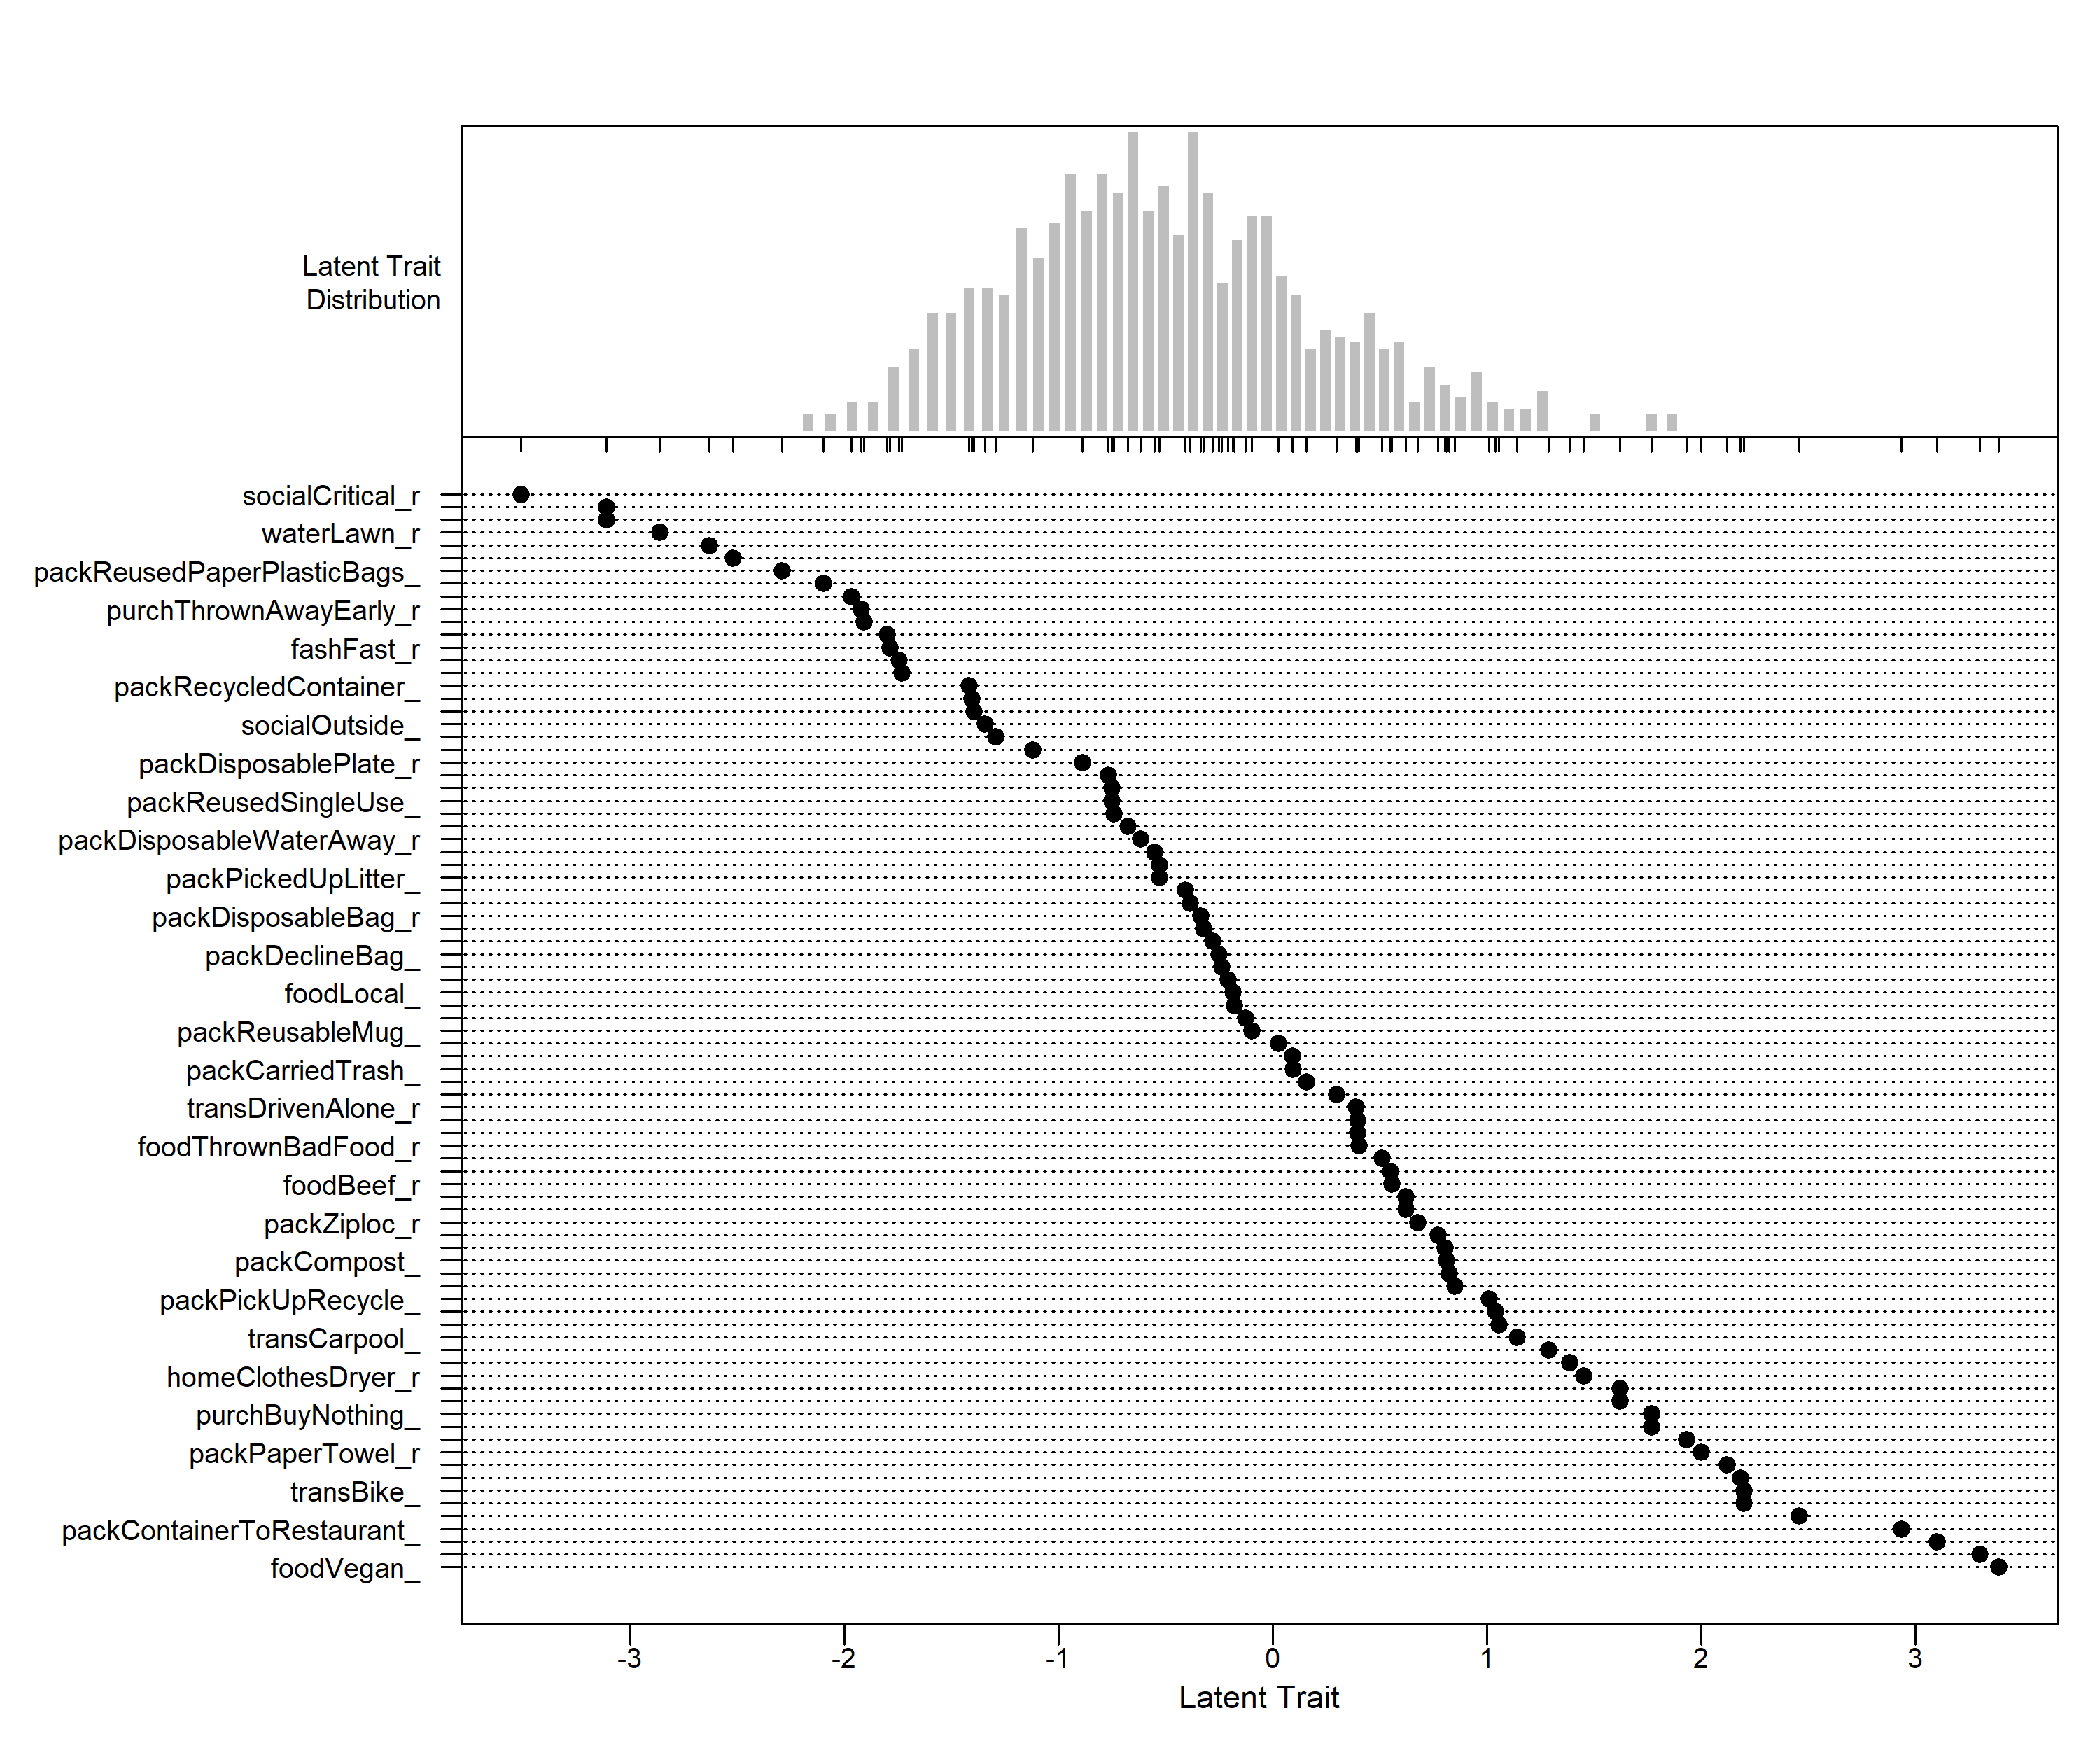 Latent Trait
Distribution
socialCritical_r
waterLawn_r
packReusedPaperPlasticBags_
purchThrownAwayEarly_r
fashFast_r
packRecycledContainer_
socialOutside_
packDisposablePlate_r
packReusedSingleUse_
packDisposableWaterAway_r
packPickedUpLitter_
packDisposableBag_r
packDeclineBag_
foodLocal_
packReusableMug_
packCarriedTrash_
transDrivenAlone_r
foodThrownBadFood_r
foodBeef_r
packZiploc_r
packCompost_
packPickUpRecycle_
transCarpool_
homeClothesDryer_r
purchBuyNothing_
packPaperTowel_r
transBike_
packContainerToRestaurant_
foodVegan_
-3 -2 -1 0 1 2 3
Latent Trait